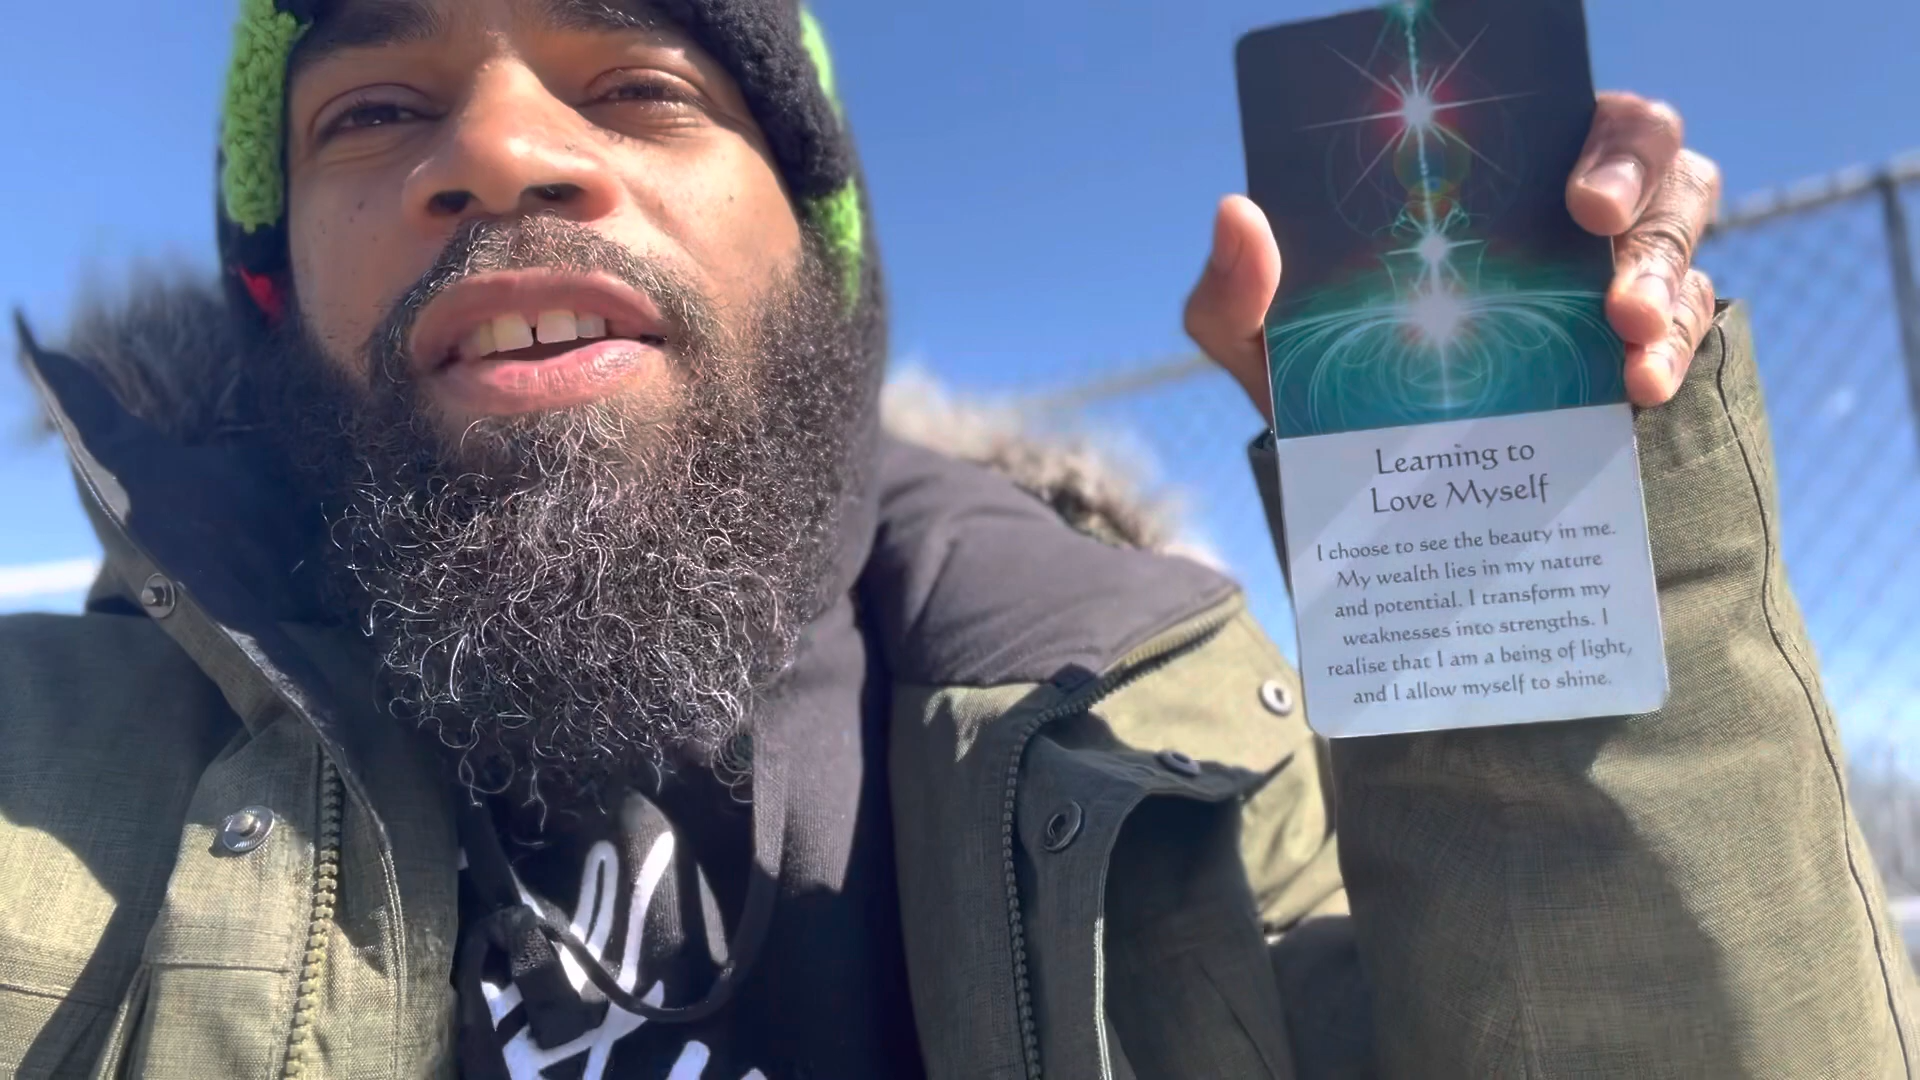 Learning to
Love Myself
I choose to see the beauty in me.
My wealth lies in my nature
and potential. I transform my
weaknesses into strengths. I
realise that I am a being of light,
and I allow myself to shine.